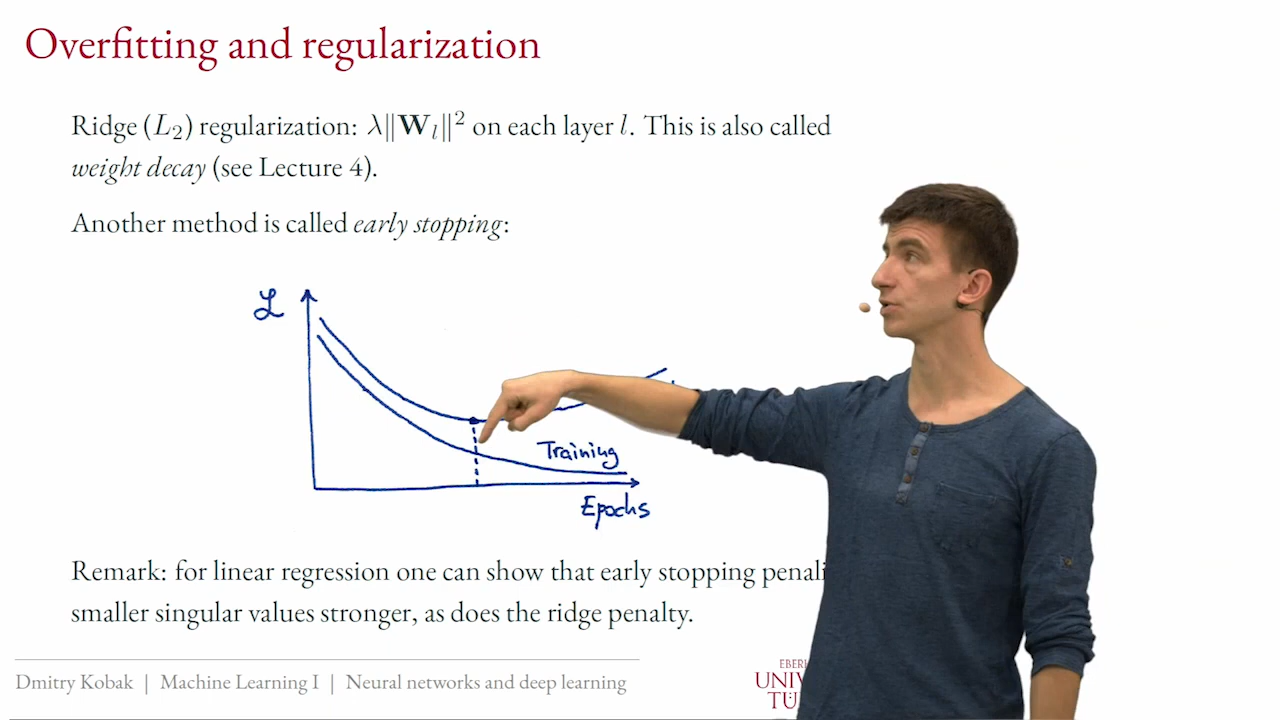 Overfitting and regularization
Ridge (L₂) regularization: λ‖W_l‖² on each layer l. This is also called
weight decay (see Lecture 4).
Another method is called early stopping:
ℒ
Training
Epochs
Remark: for linear regression one can show that early stopping penali
smaller singular values stronger, as does the ridge penalty.
Dmitry Kobak | Machine Learning I | Neural networks and deep learning
EBERH
UNIV
TÜ